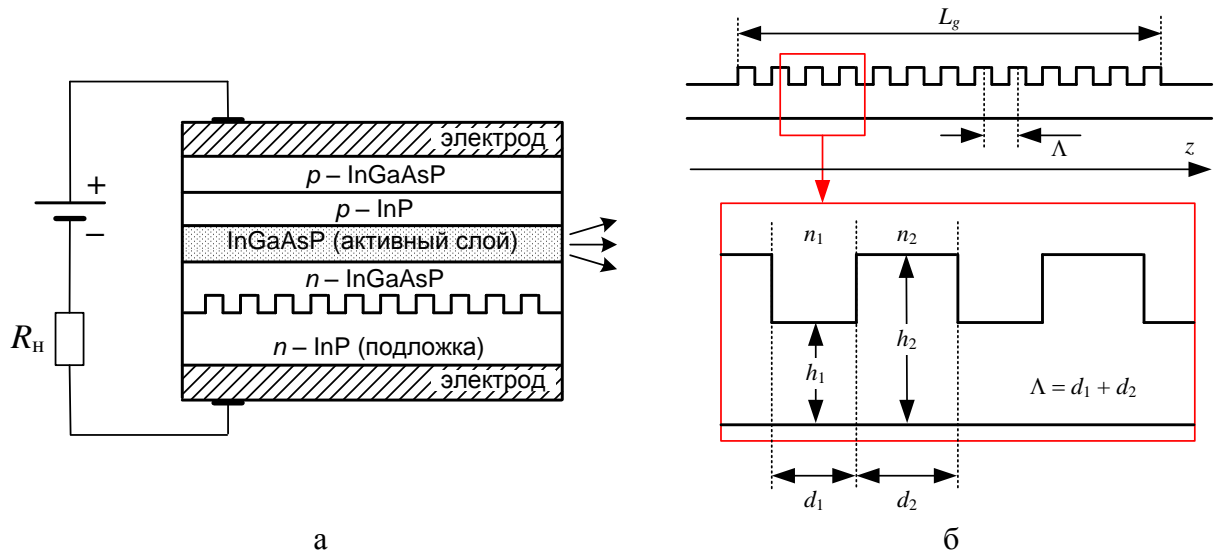 электрод
p – InGaAsP
p – InP
InGaAsP (активный слой)
n – InGaAsP
n – InP (подложка)
электрод
+
–
Rн
а
Lg
Λ
z
n1
n2
h1
h2
Λ = d1 + d2
d1
d2
б